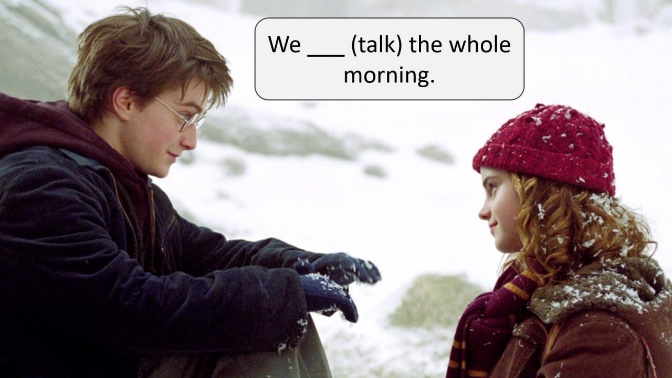 We ___ (talk) the whole
morning.